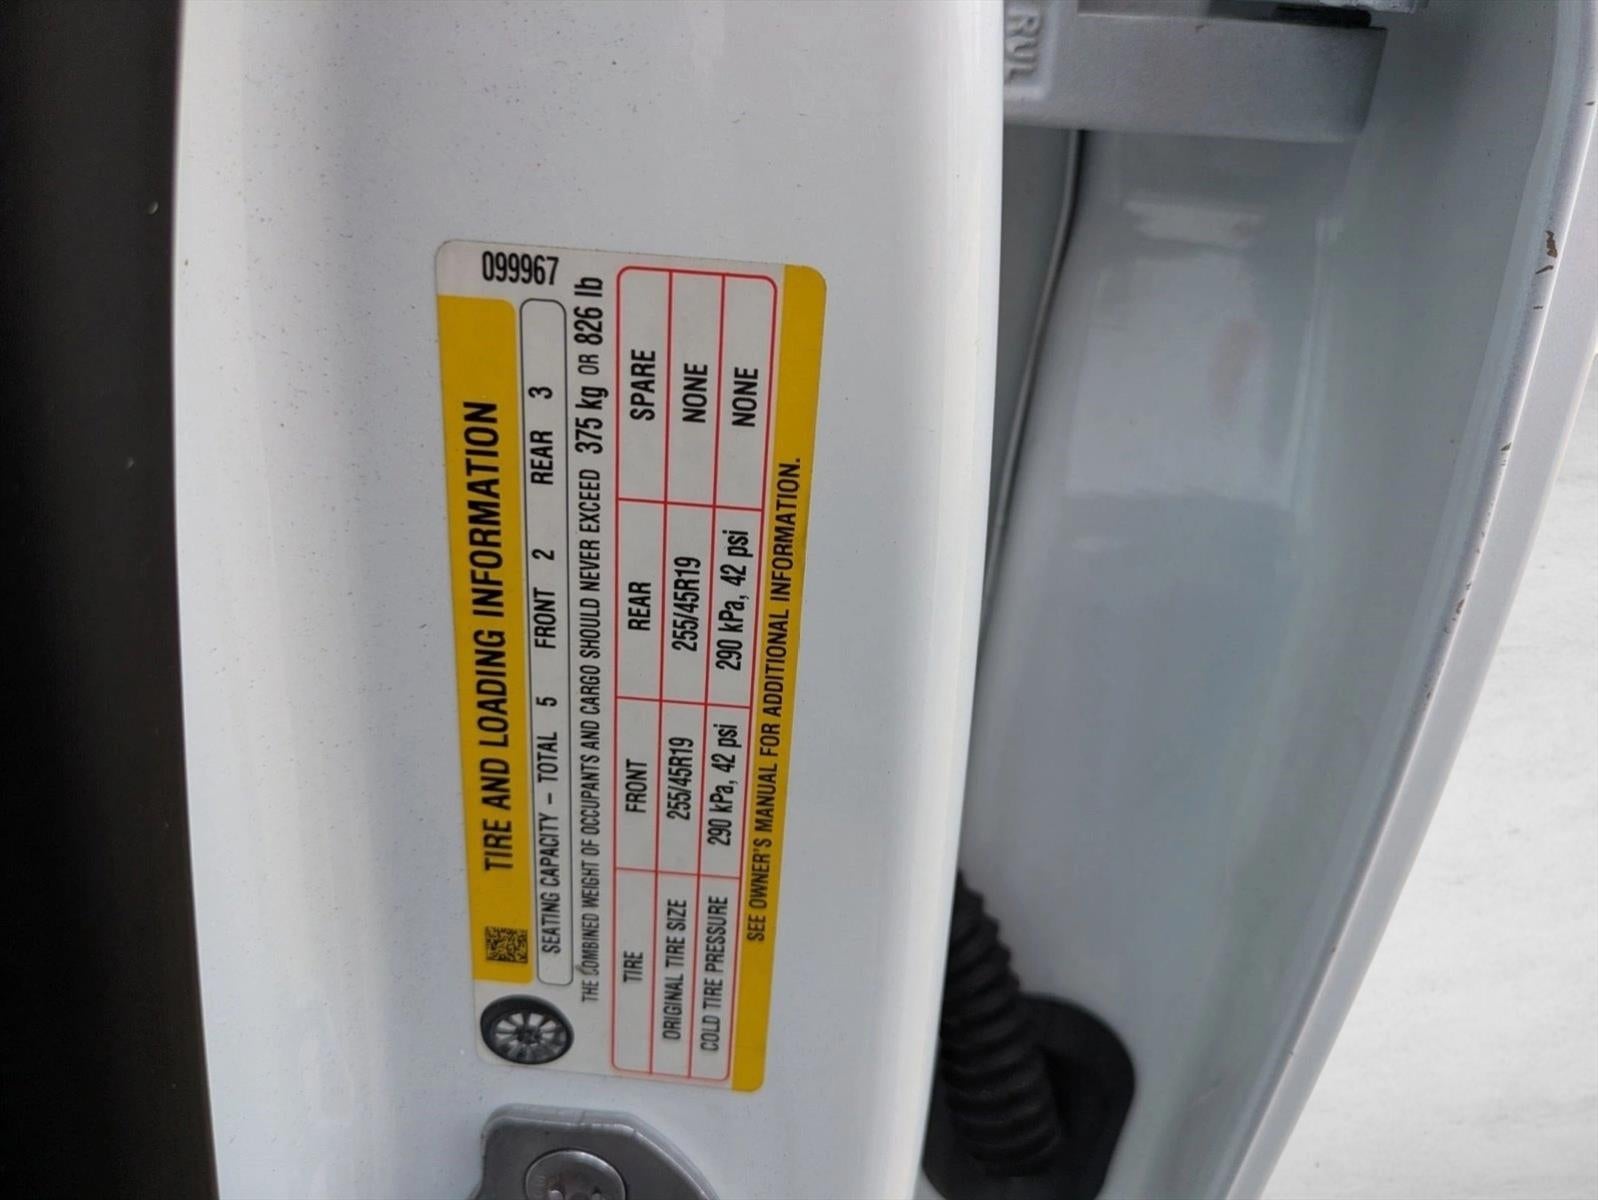 099967
TIRE AND LOADING INFORMATION
SEATING CAPACITY – TOTAL 5 FRONT 2 REAR 3
THE COMBINED WEIGHT OF OCCUPANTS AND CARGO SHOULD NEVER EXCEED 375 kg OR 826 lb
TIRE FRONT REAR SPARE
ORIGINAL TIRE SIZE 255/45R19 255/45R19 NONE
COLD TIRE PRESSURE 290 kPa, 42 psi 290 kPa, 42 psi NONE
SEE OWNER'S MANUAL FOR ADDITIONAL INFORMATION.
RVL